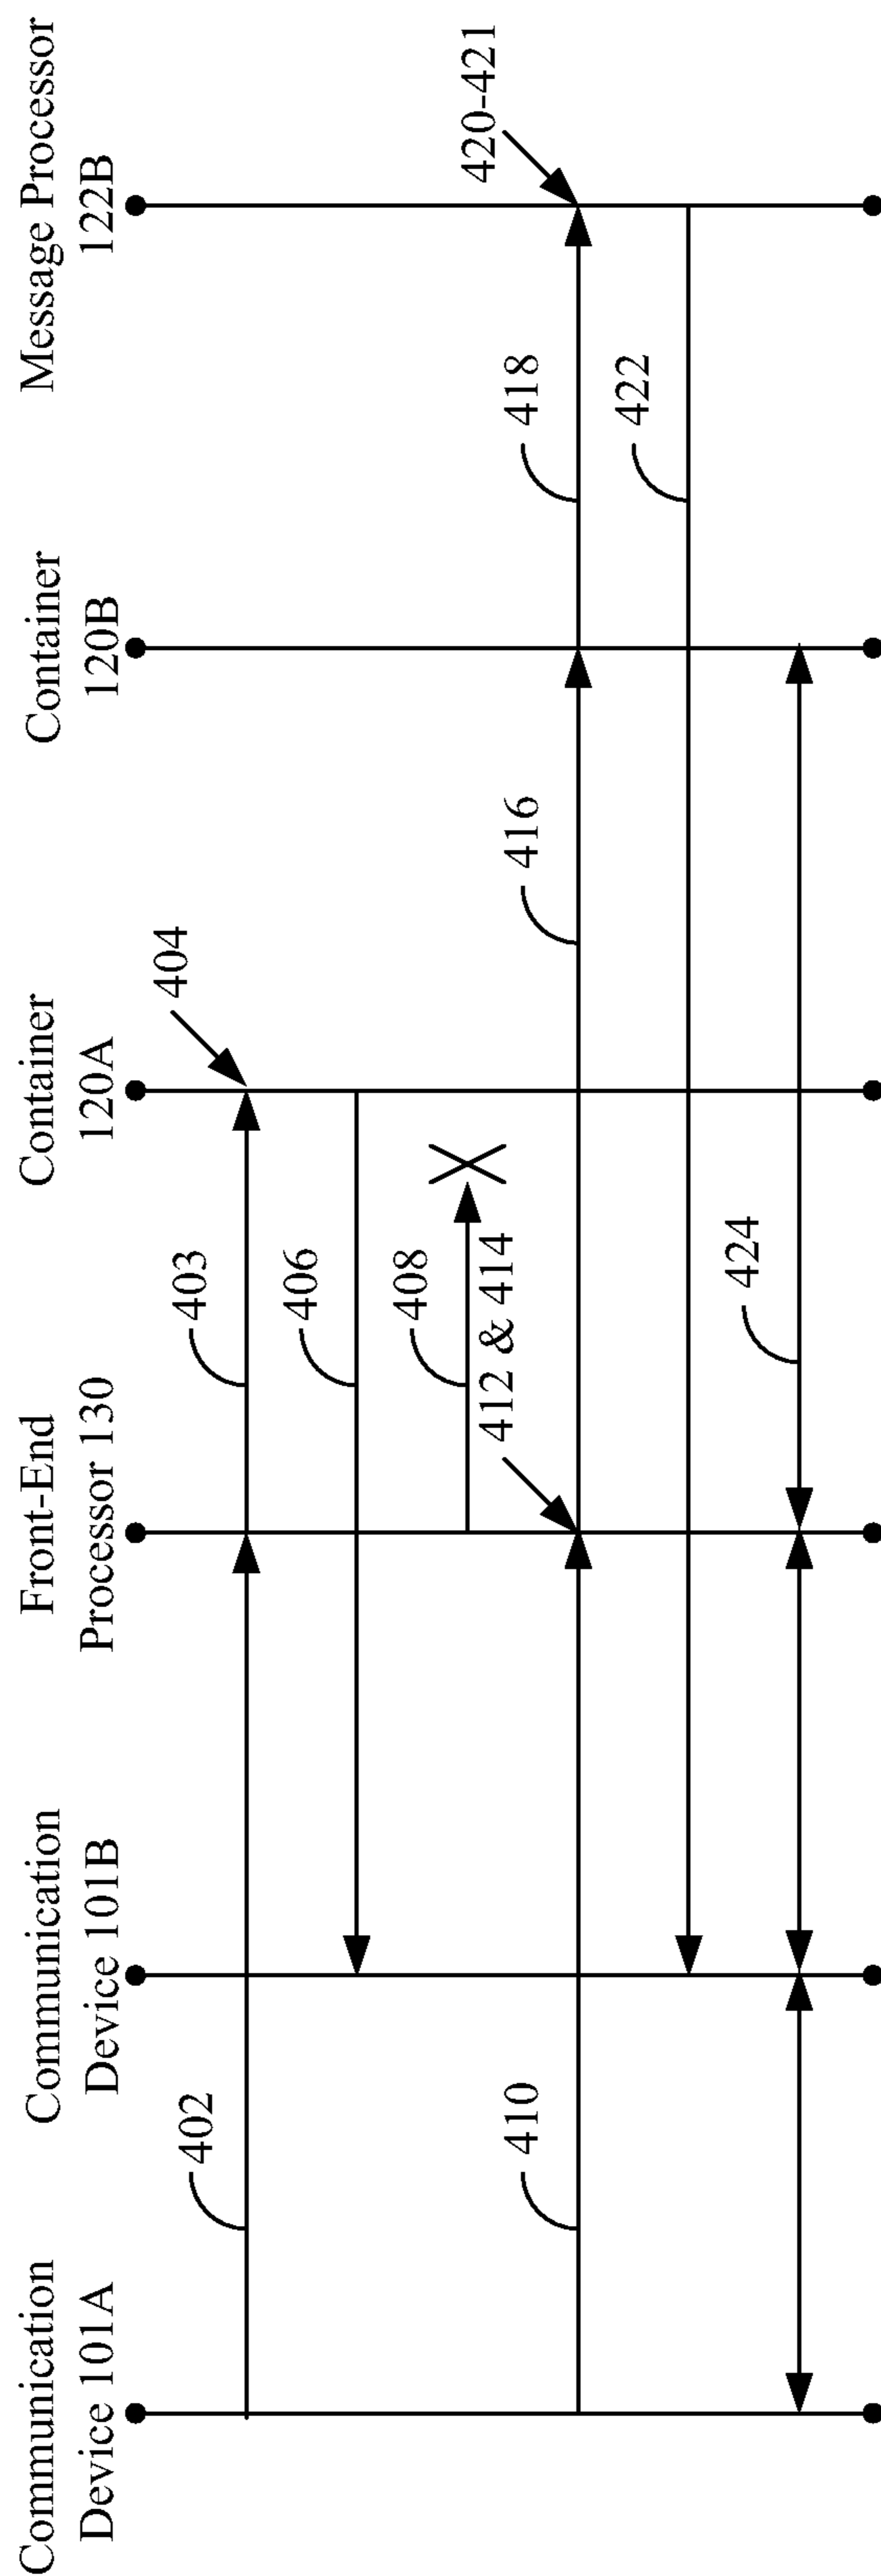 Communication
Device 101A
Communication
Device 101B
Front-End
Processor 130
Container
120A
Container
120B
Message Processor
122B
402
403
404
406
408
410
412 & 414
416
418
420-421
422
424